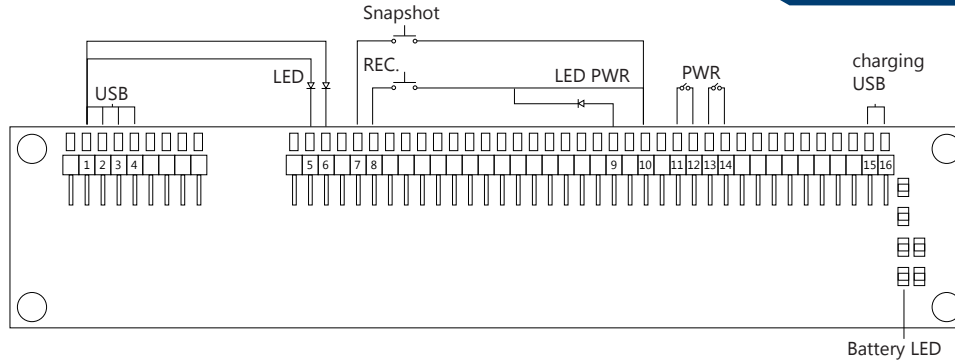 Snapshot
REC.
LED
LED PWR
PWR
charging
USB
USB
1 2 3 4 5 6 7 8 9 10 11 12 13 14 15 16
Battery LED